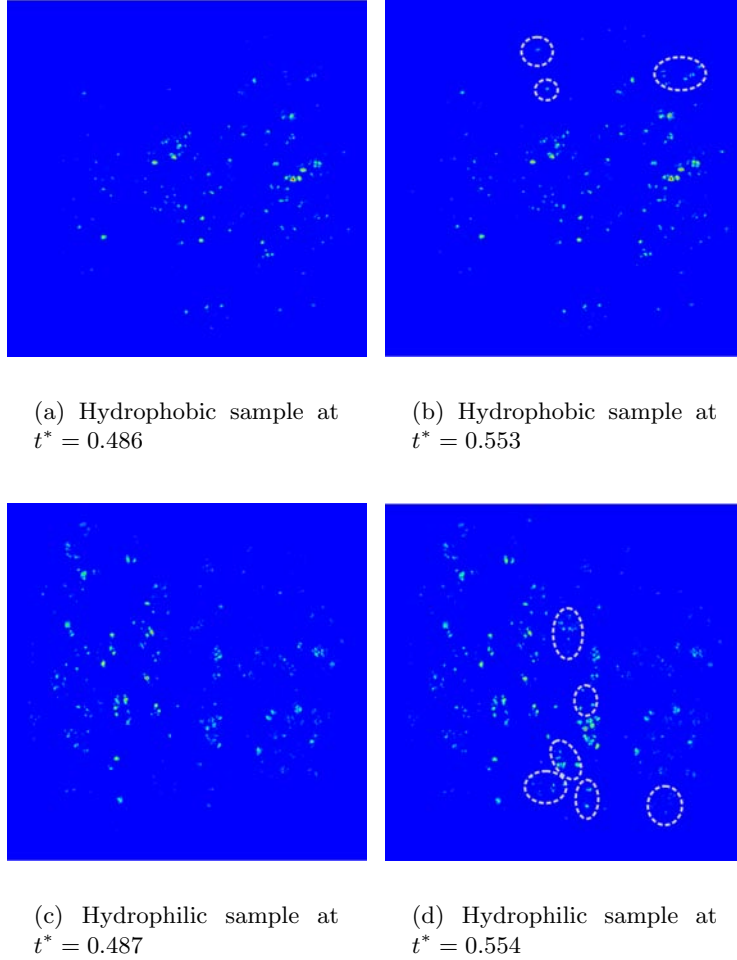 (a) Hydrophobic sample at
t* = 0.486
(b) Hydrophobic sample at
t* = 0.553
(c) Hydrophilic sample at
t* = 0.487
(d) Hydrophilic sample at
t* = 0.554